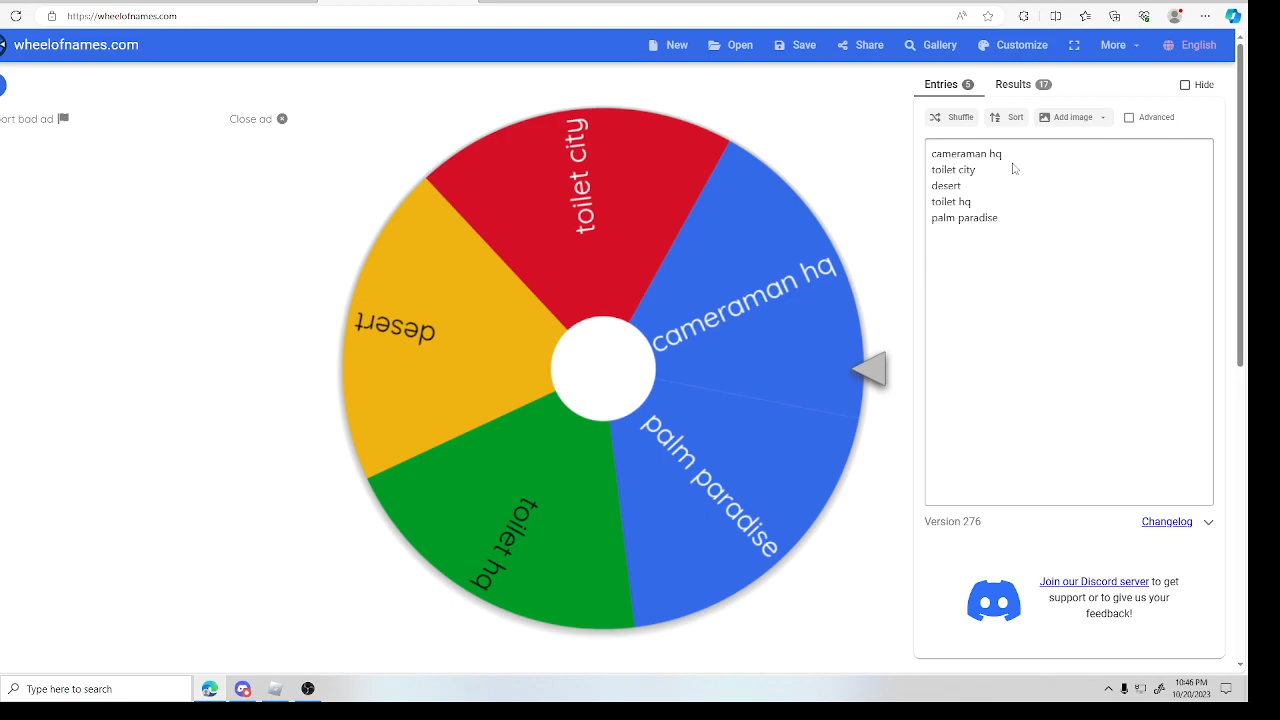 https://wheelofnames.com
wheelofnames.com
New
Open
Save
Share
Gallery
Customize
More
English
ort bad ad
Close ad
Entries 5
Results 17
Hide
Shuffle
Sort
Add image
Advanced
cameraman hq
toilet city
desert
toilet hq
palm paradise
toilet city
cameraman hq
desert
palm paradise
toilet hq
Version 276
Changelog
Join our Discord server to get
support or to give us your
feedback!
Type here to search
10:46 PM
10/20/2023